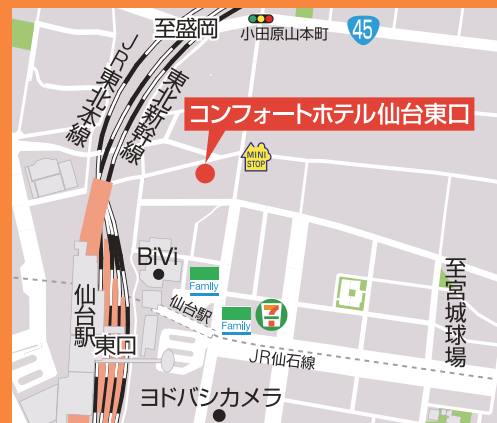 至盛岡
小田原山本町
45
JR東北本線
東北新幹線
コンフォートホテル仙台東口
MINI
STOP
BiVi
Family
仙台駅
Family
7
仙台駅
東口
JR仙石線
至宮城球場
ヨドバシカメラ